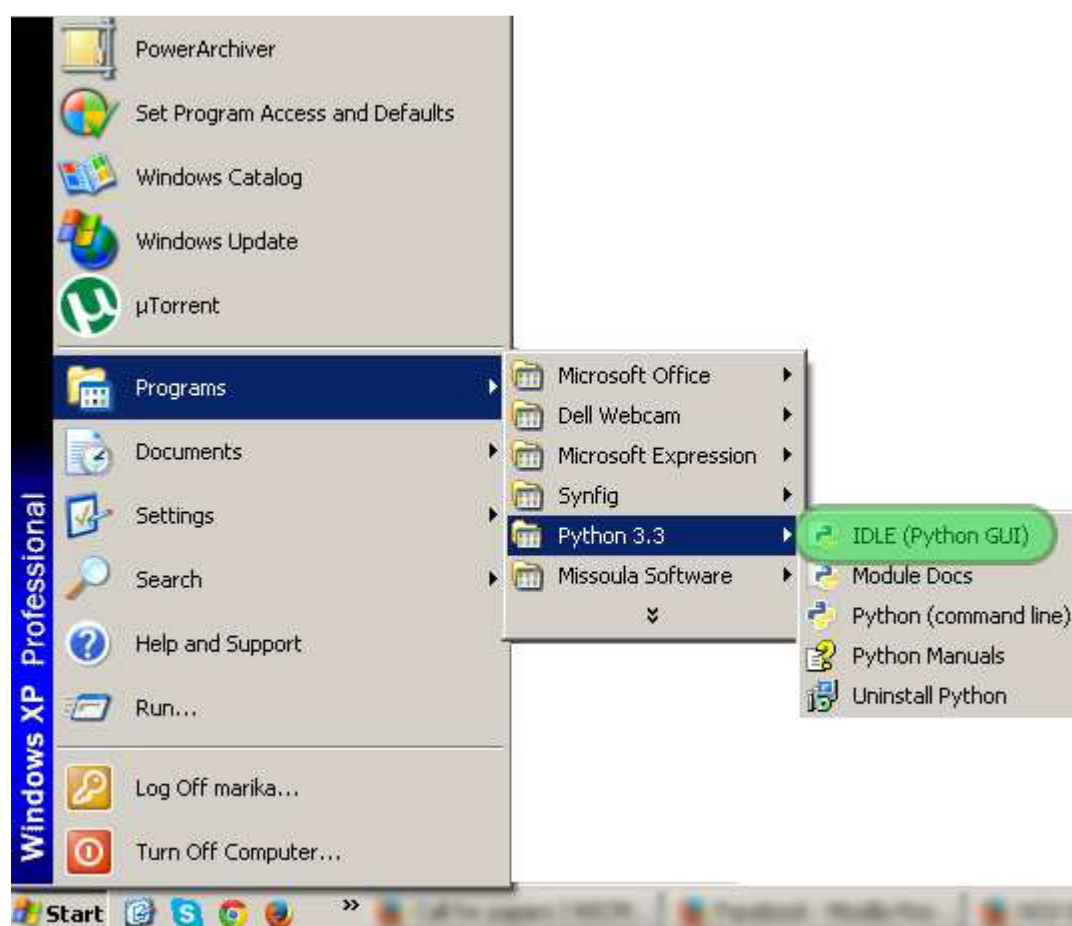 PowerArchiver
Set Program Access and Defaults
Windows Catalog
Windows Update
µTorrent
Programs
Documents
Settings
Search
Help and Support
Run...
Log Off marika...
Turn Off Computer...
Windows XP Professional
Microsoft Office
Dell Webcam
Microsoft Expression
Synfig
Python 3.3
Missoula Software
IDLE (Python GUI)
Module Docs
Python (command line)
Python Manuals
Uninstall Python
Start